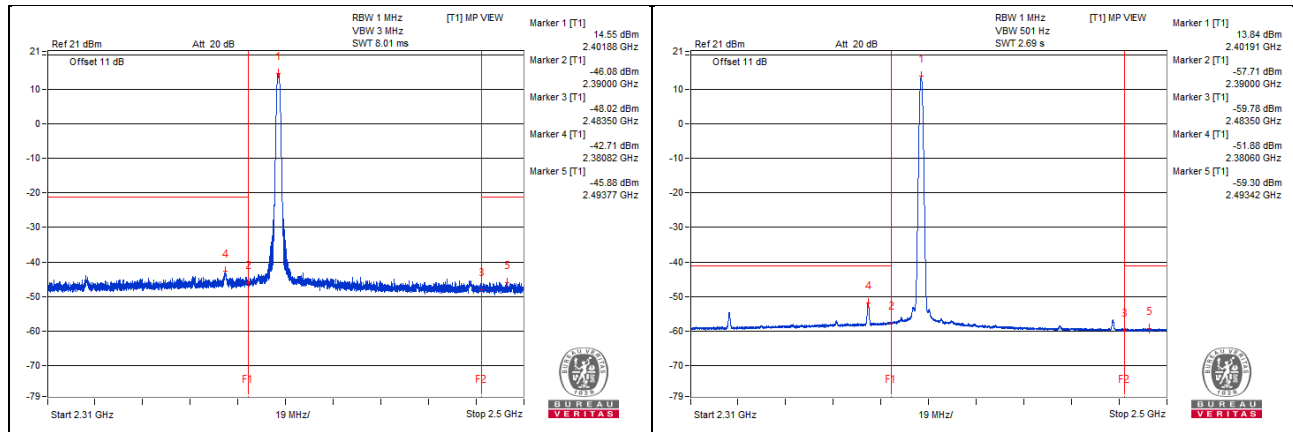 RBW 1 MHz [T1] MP VIEW
VBW 3 MHz
Ref 21 dBm Att 20 dB SWT 8.01 ms
Offset 11 dB
Marker 1 [T1]
14.55 dBm
2.40188 GHz
Marker 2 [T1]
-46.08 dBm
2.39000 GHz
Marker 3 [T1]
-48.02 dBm
2.48350 GHz
Marker 4 [T1]
-42.71 dBm
2.38082 GHz
Marker 5 [T1]
-45.88 dBm
2.49377 GHz
21
10
0
-10
-20
-30
-40
-50
-60
-70
-79
1
4
2
3
5
F1
F2
Start 2.31 GHz 19 MHz/ Stop 2.5 GHz
BUREAU VERITAS
1828
BUREAU
VERITAS
RBW 1 MHz [T1] MP VIEW
VBW 501 Hz
Ref 21 dBm Att 20 dB SWT 2.69 s
Offset 11 dB
Marker 1 [T1]
13.84 dBm
2.40191 GHz
Marker 2 [T1]
-57.71 dBm
2.39000 GHz
Marker 3 [T1]
-59.78 dBm
2.48350 GHz
Marker 4 [T1]
-51.88 dBm
2.38060 GHz
Marker 5 [T1]
-59.30 dBm
2.49342 GHz
21
10
0
-10
-20
-30
-40
-50
-60
-70
-79
1
4
2
3
5
F1
F2
Start 2.31 GHz 19 MHz/ Stop 2.5 GHz
BUREAU VERITAS
1828
BUREAU
VERITAS